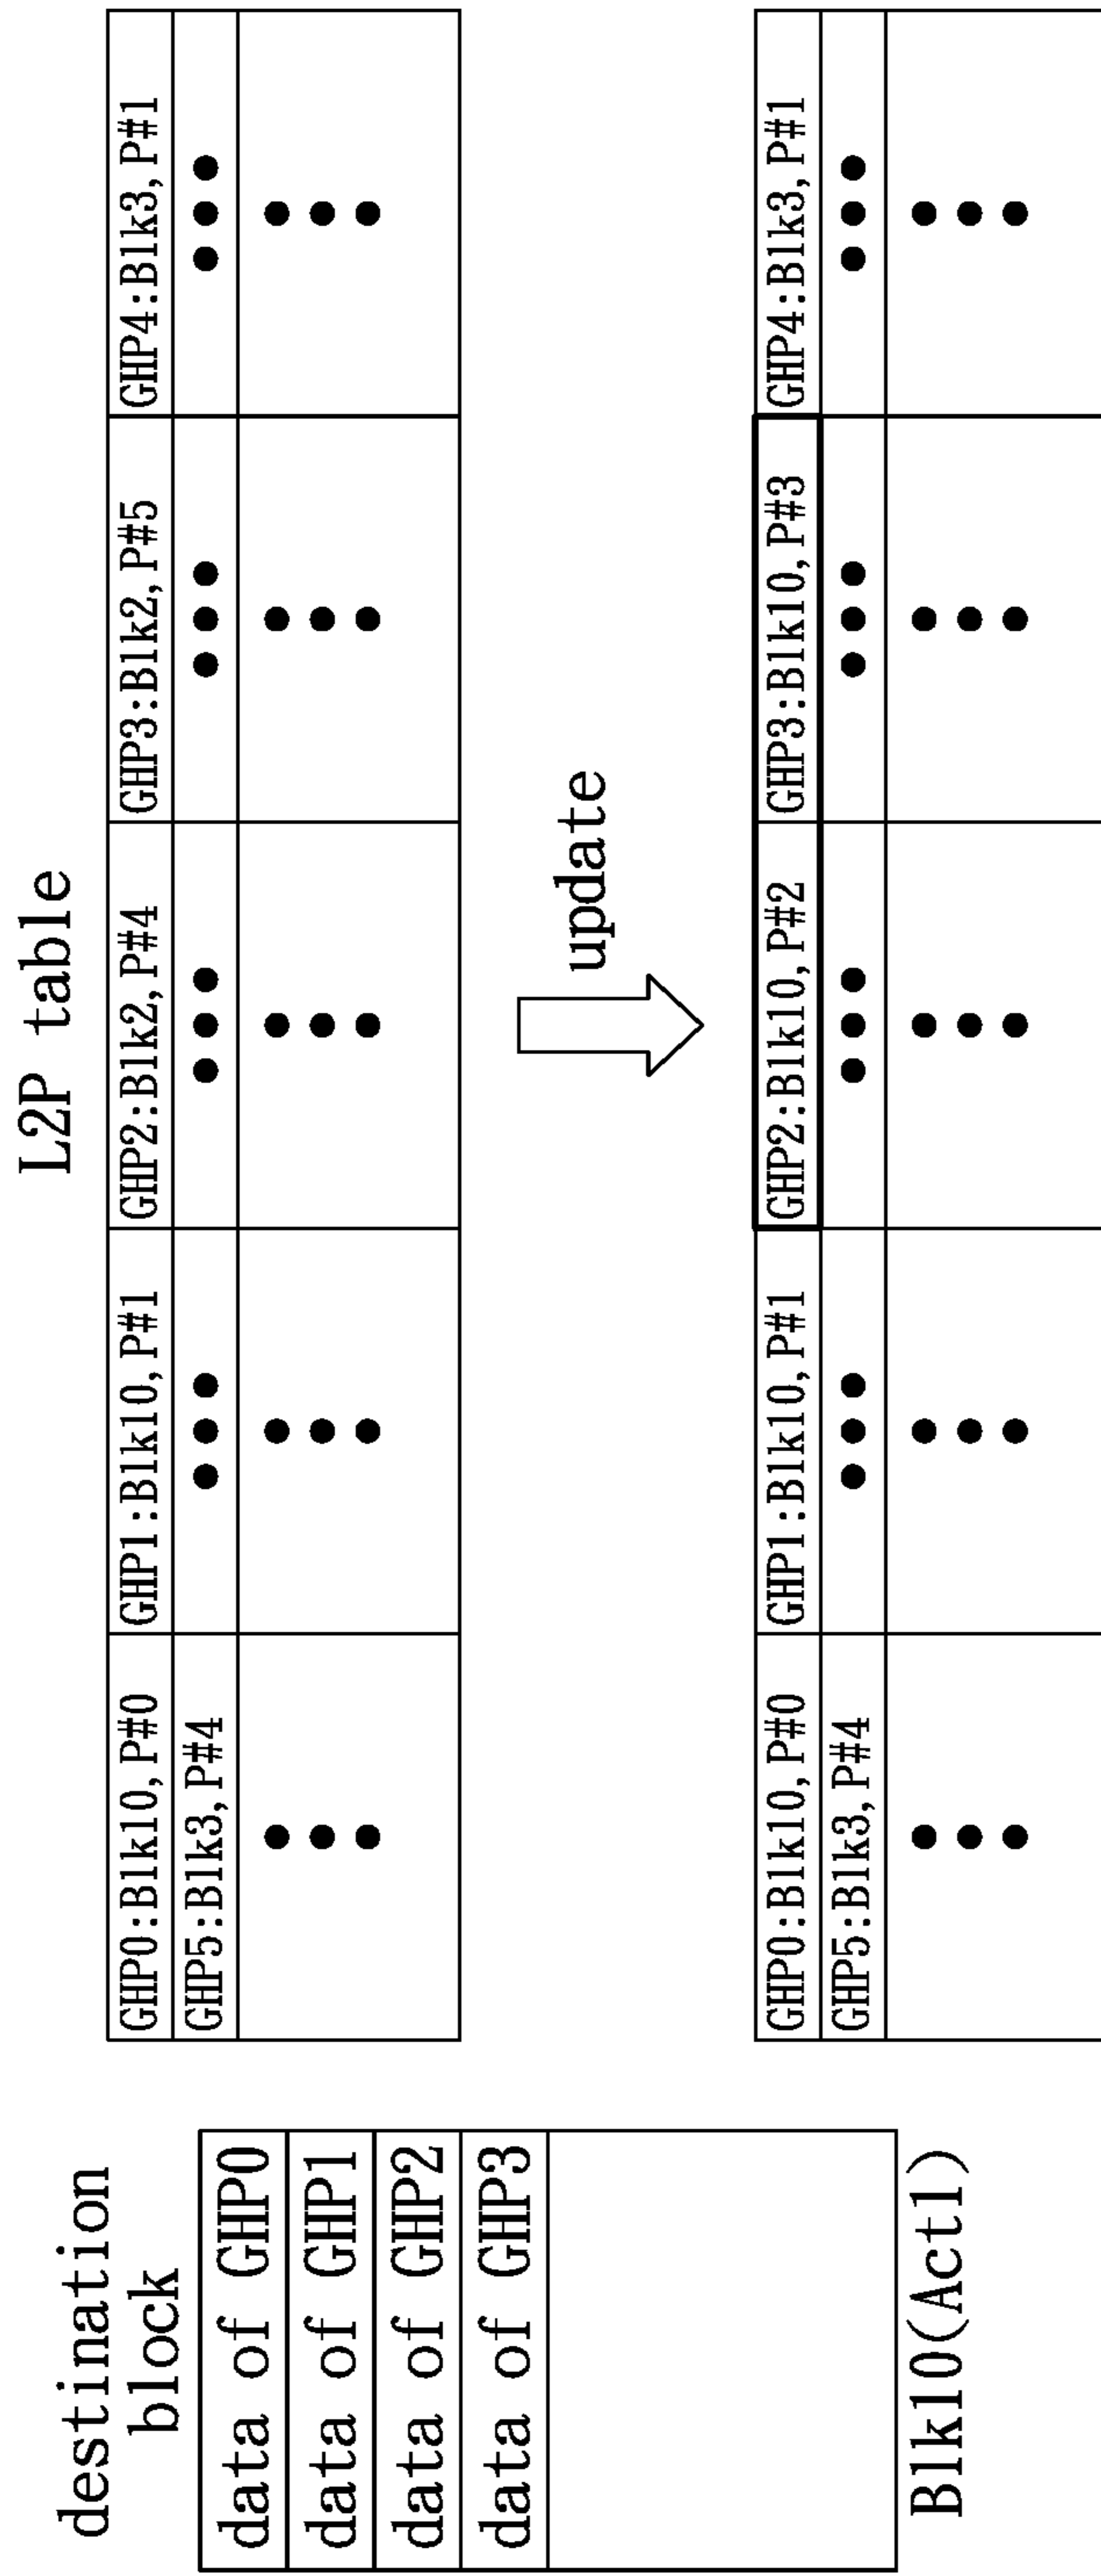 destination
block
data of GHP0
data of GHP1
data of GHP2
data of GHP3
Blk10(Act1)
L2P table
GHP0:Blk10,P#0 GHP1:Blk10,P#1 GHP2:Blk2,P#4 GHP3:Blk2,P#5 GHP4:Blk3,P#1
GHP5:Blk3,P#4
update
GHP0:Blk10,P#0 GHP1:Blk10,P#1 GHP2:Blk10,P#2 GHP3:Blk10,P#3 GHP4:Blk3,P#1
GHP5:Blk3,P#4